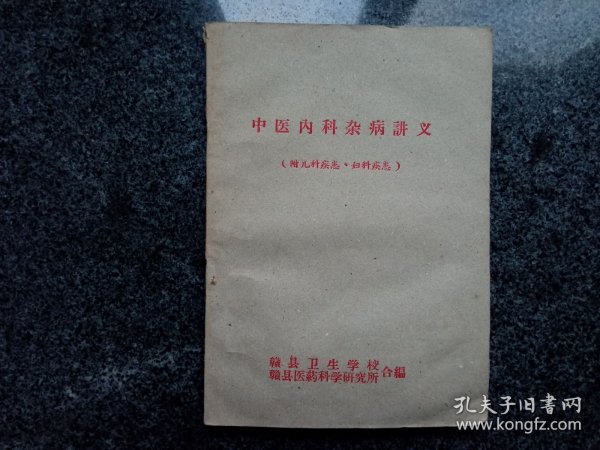 中医内科杂病讲义
(附儿科疾患、妇科疾患)
赣县卫生学校
赣县医药科学研究所 合编
孔夫子旧书网
www.kongfz.com